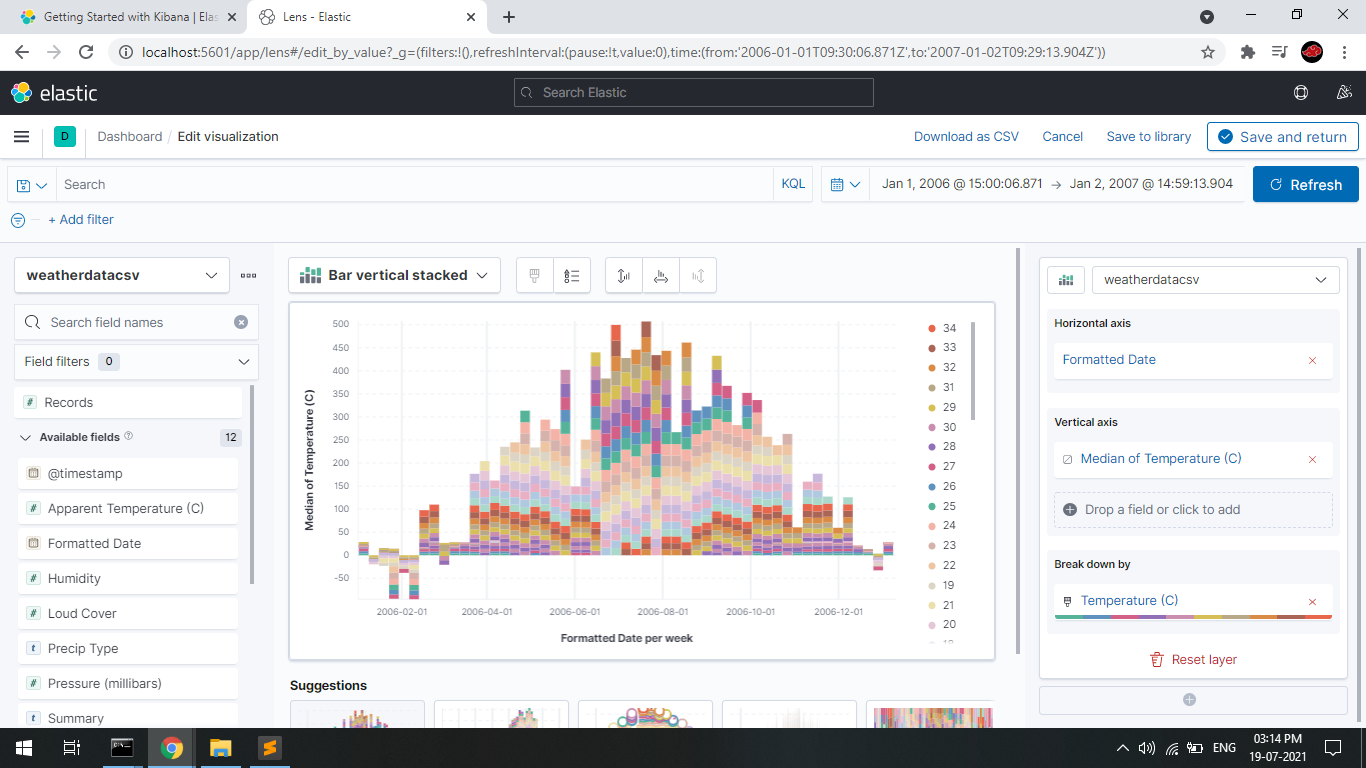 Getting Started with Kibana | Elas
Lens - Elastic
localhost:5601/app/lens#/edit_by_value?_g=(filters:!(),refreshInterval:(pause:!t,value:0),time:(from:'2006-01-01T09:30:06.871Z',to:'2007-01-02T09:29:13.904Z'))
elastic
Search Elastic
D
Dashboard / Edit visualization
Download as CSV
Cancel
Save to library
Save and return
Search
KQL
Jan 1, 2006 @ 15:00:06.871 → Jan 2, 2007 @ 14:59:13.904
Refresh
+ Add filter
weatherdatacsv
Search field names
Field filters 0
# Records
Available fields 12
@timestamp
# Apparent Temperature (C)
Formatted Date
# Humidity
# Loud Cover
t Precip Type
# Pressure (millibars)
t Summary
Bar vertical stacked
Median of Temperature (C)
500
450
400
350
300
250
200
150
100
50
0
-50
2006-02-01
2006-04-01
2006-06-01
2006-08-01
2006-10-01
2006-12-01
Formatted Date per week
34
33
32
31
29
30
28
27
26
25
24
23
22
19
21
20
Suggestions
weatherdatacsv
Horizontal axis
Formatted Date
Vertical axis
Median of Temperature (C)
Drop a field or click to add
Break down by
Temperature (C)
Reset layer
ENG
03:14 PM
19-07-2021